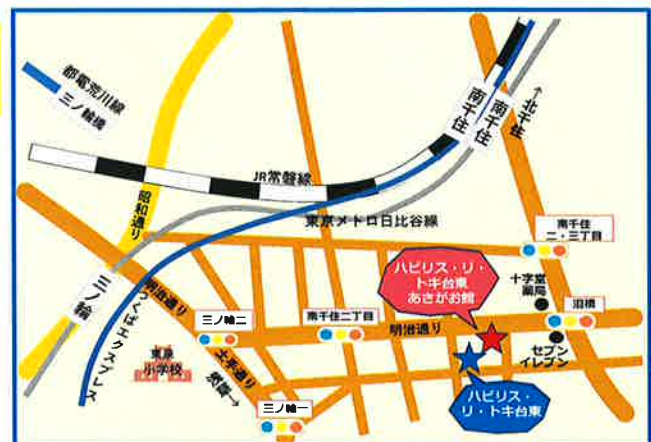 都電荒川線
三ノ輪橋
昭和通り
JR常磐線
南千住
南千住
↑北千住
東京メトロ日比谷線
南千住
二・三丁目
三ノ輪
明治通り
つくばエクスプレス
ハビリス・リ・
トキ台東
あさがお館
十字堂
薬局
泪橋
三ノ輪二
南千住二丁目
明治通り
東泉
小学校
土手通り
浅草→
セブン
イレブン
ハビリス・
リ・トキ台東
三ノ輪一